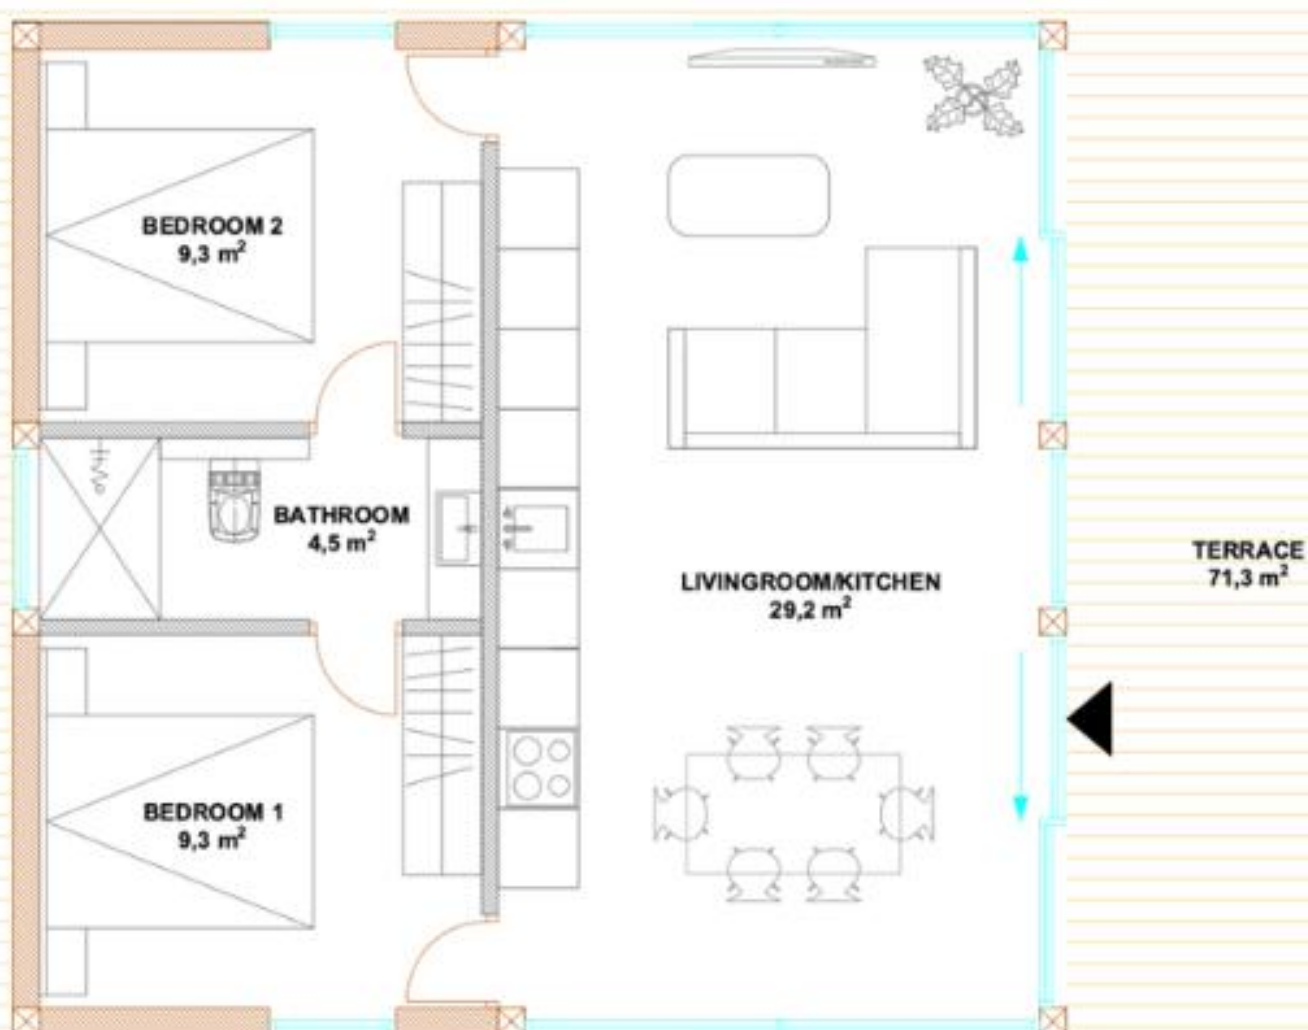 BEDROOM 2
9,3 m²
BATHROOM
4,5 m²
LIVINGROOM/KITCHEN
29,2 m²
TERRACE
71,3 m²
BEDROOM 1
9,3 m²